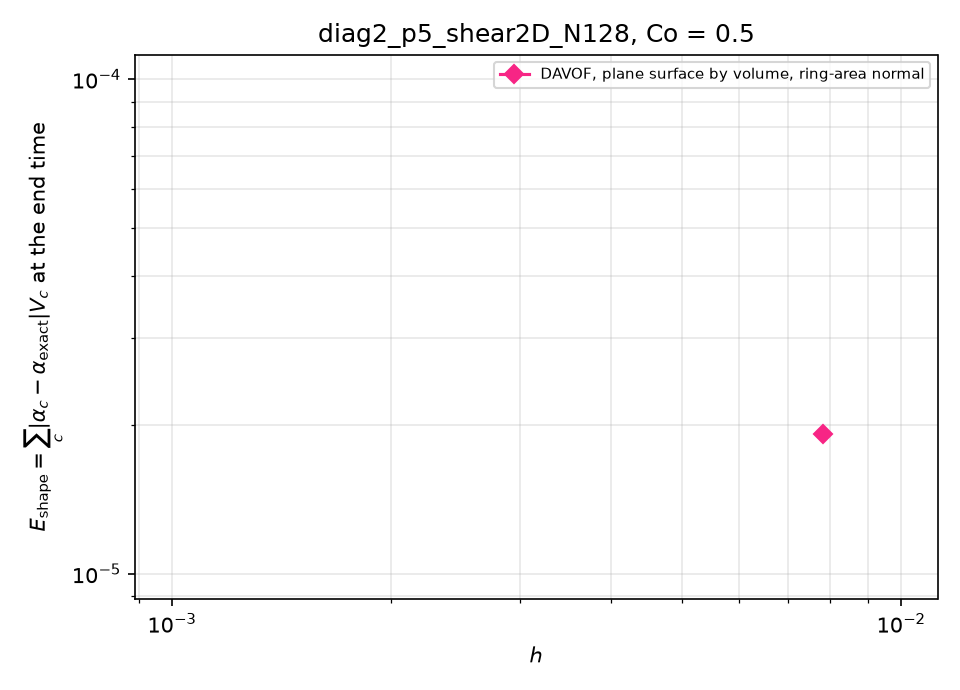 diag2_p5_shear2D_N128, Co = 0.5
DAVOF, plane surface by volume, ring-area normal
E_shape = ∑_c |α_c − α_exact|V_c at the end time
10⁻⁴
10⁻⁵
10⁻³
10⁻²
h